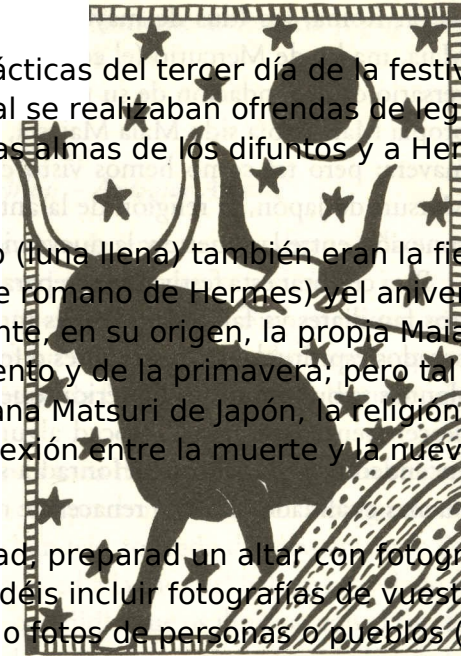 ácticas del tercer día de la festiv
al se realizaban ofrendas de leg
as almas de los difuntos y a Her
o (luna llena) también eran la fie
e romano de Hermes) yel aniver
nte, en su origen, la propia Maia
ento y de la primavera; pero tal
ana Matsuri de Japón, la religión
exión entre la muerte y la nuev
ad, preparad un altar con fotogr
déis incluir fotografías de vuest
o fotos de personas o pueblos (